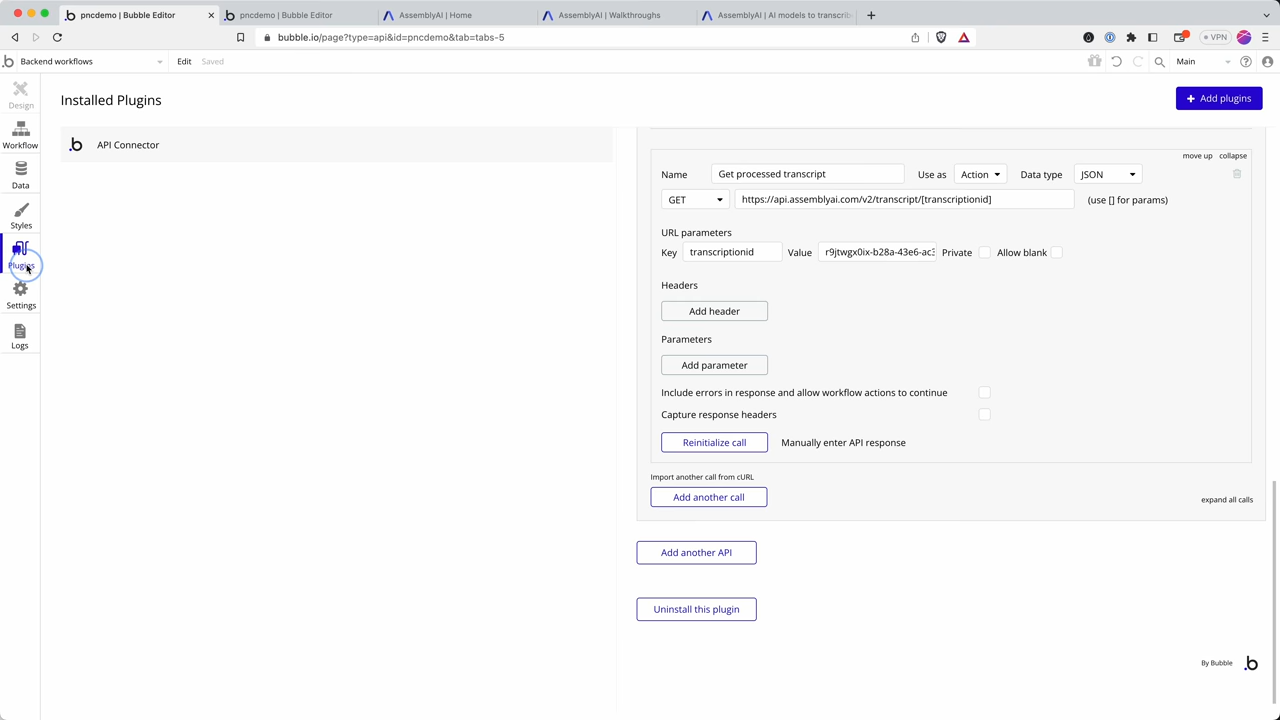 pncdemo | Bubble Editor
pncdemo | Bubble Editor
AssemblyAI | Home
AssemblyAI | Walkthroughs
AssemblyAI | AI models to transcrib
bubble.io/page?type=api&id=pncdemo&tab=tabs-5
VPN
Backend workflows
Edit
Saved
Main
Design
Workflow
Data
Styles
Plugins
Settings
Logs
Installed Plugins
+ Add plugins
API Connector
move up collapse
Name Get processed transcript Use as Action Data type JSON
GET https://api.assemblyai.com/v2/transcript/[transcriptionid] (use [] for params)
URL parameters
Key transcriptionid Value r9jtwgx0ix-b28a-43e6-ac3 Private Allow blank
Headers
Add header
Parameters
Add parameter
Include errors in response and allow workflow actions to continue
Capture response headers
Reinitialize call Manually enter API response
Import another call from cURL
Add another call expand all calls
Add another API
Uninstall this plugin
By Bubble .b